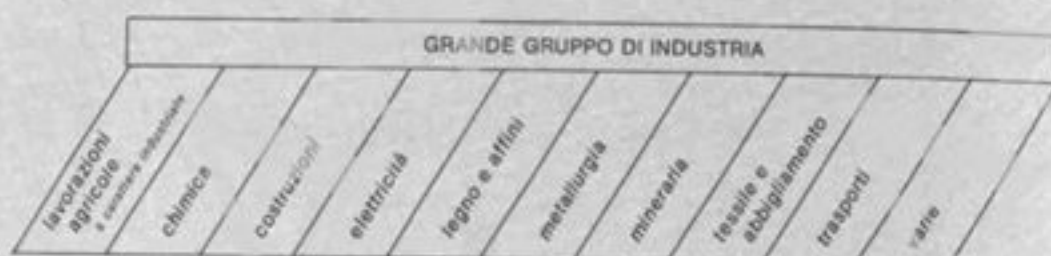 GRANDE GRUPPO DI INDUSTRIA
lavorazioni
agricole
a carattere industriale
chimica
costruzioni
elettricità
legno e affini
metallurgia
mineraria
tessile e
abbigliamento
trasporti
varie